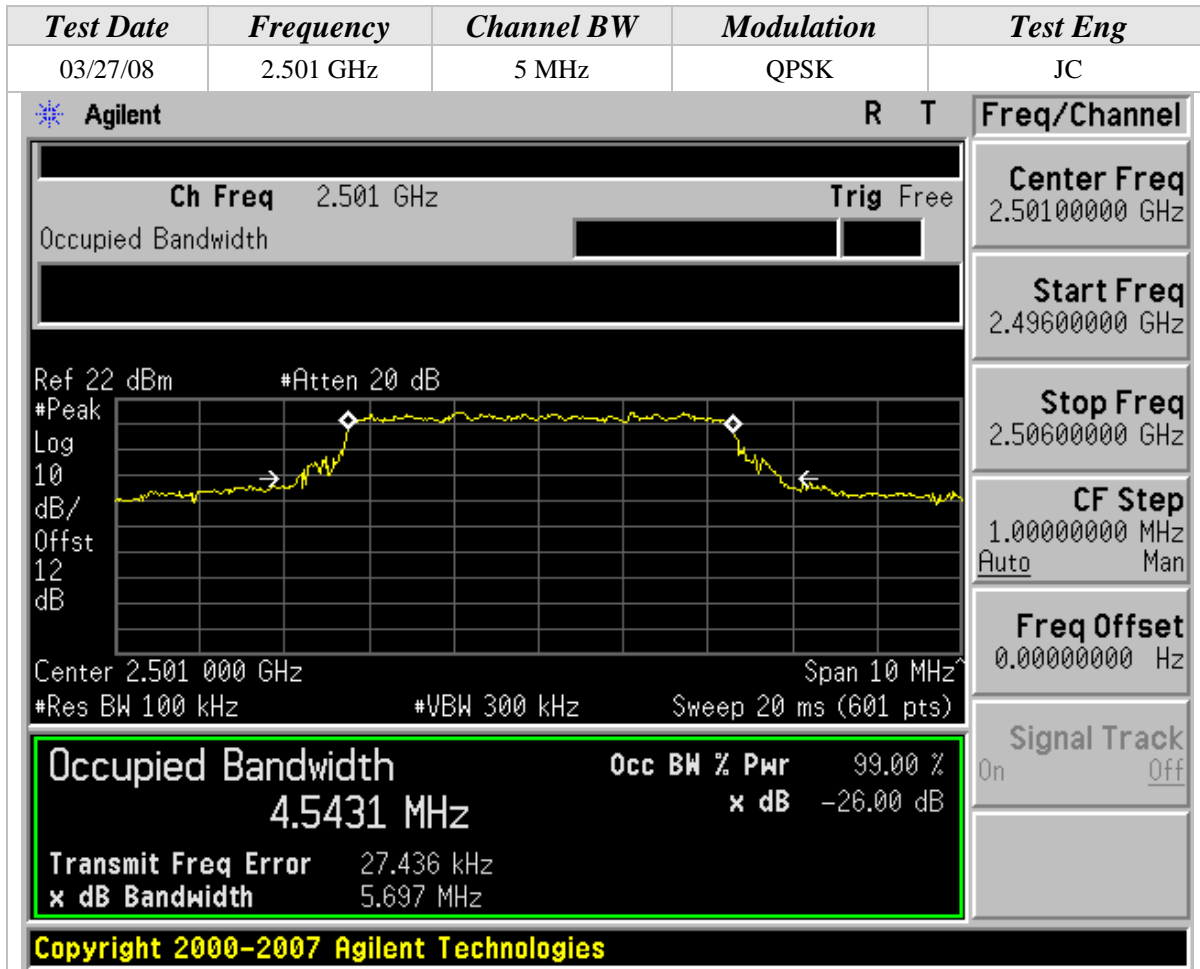 Test Date Frequency Channel BW Modulation Test Eng
03/27/08 2.501 GHz 5 MHz QPSK JC
Agilent R T Freq/Channel
Ch Freq 2.501 GHz Trig Free
Occupied Bandwidth
Center Freq
2.50100000 GHz
Start Freq
2.49600000 GHz
Stop Freq
2.50600000 GHz
CF Step
1.00000000 MHz
Auto Man
Freq Offset
0.00000000 Hz
Signal Track
On Off
Ref 22 dBm #Atten 20 dB
#Peak
Log
10
dB/
Offst
12
dB
Center 2.501 000 GHz Span 10 MHz^
#Res BW 100 kHz #VBW 300 kHz Sweep 20 ms (601 pts)
Occupied Bandwidth Occ BW % Pwr 99.00 %
4.5431 MHz x dB -26.00 dB
Transmit Freq Error 27.436 kHz
x dB Bandwidth 5.697 MHz
Copyright 2000-2007 Agilent Technologies